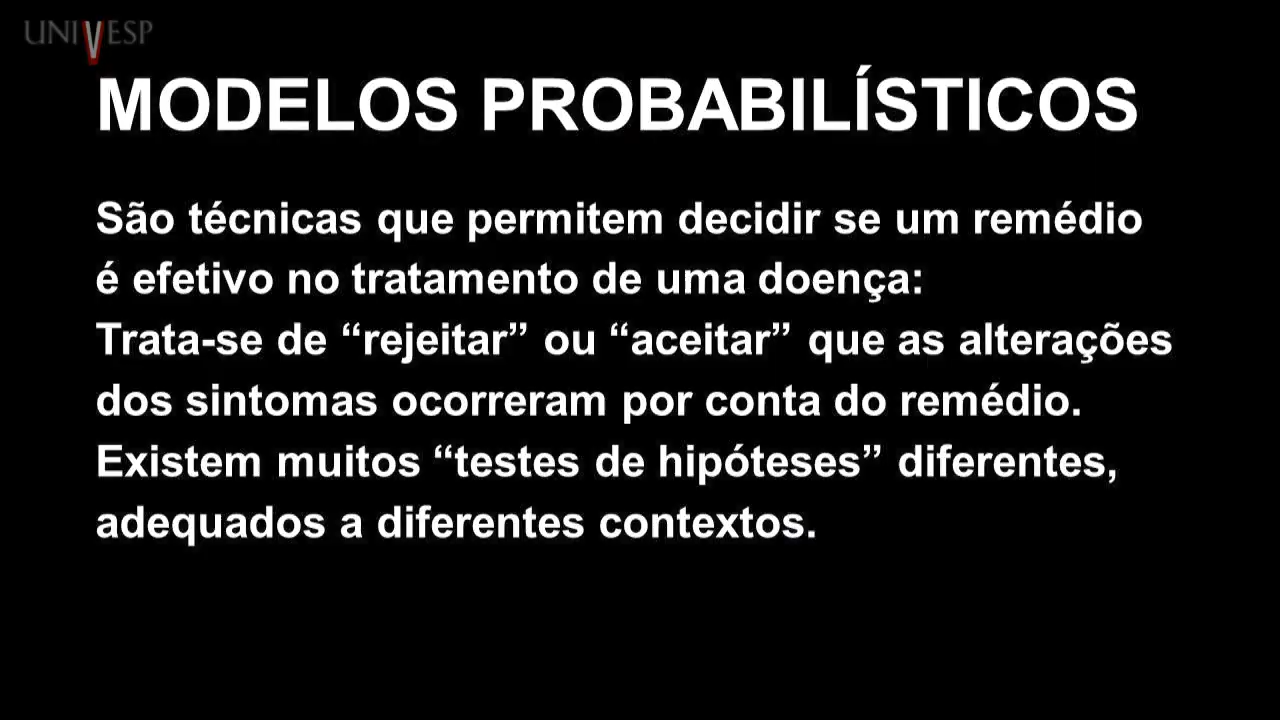 UNIVESP
MODELOS PROBABILÍSTICOS
São técnicas que permitem decidir se um remédio
é efetivo no tratamento de uma doença:
Trata-se de “rejeitar” ou “aceitar” que as alterações
dos sintomas ocorreram por conta do remédio.
Existem muitos “testes de hipóteses” diferentes,
adequados a diferentes contextos.